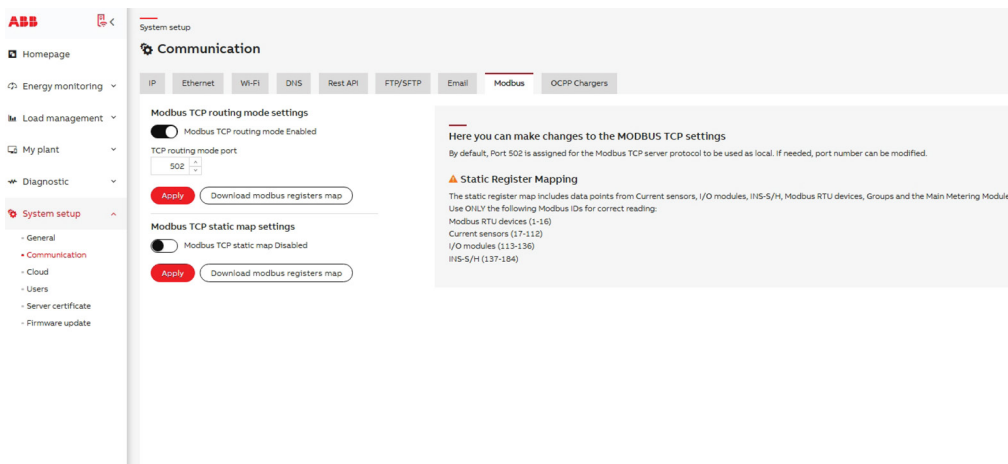 ABB
Homepage
Energy monitoring
Load management
My plant
Diagnostic
System setup
General
Communication
Cloud
Users
Server certificate
Firmware update
System setup
Communication
IP
Ethernet
Wi-Fi
DNS
Rest API
FTP/SFTP
Email
Modbus
OCPP Chargers
Modbus TCP routing mode settings
Modbus TCP routing mode Enabled
TCP routing mode port
502
Apply
Download modbus registers map
Modbus TCP static map settings
Modbus TCP static map Disabled
Apply
Download modbus registers map
Here you can make changes to the MODBUS TCP settings
By default, Port 502 is assigned for the Modbus TCP server protocol to be used as local. If needed, port number can be modified.
Static Register Mapping
The static register map includes data points from Current sensors, I/O modules, INS-S/H, Modbus RTU devices, Groups and the Main Metering Module
Use ONLY the following Modbus IDs for correct reading:
Modbus RTU devices (1-16)
Current sensors (17-112)
I/O modules (113-136)
INS-S/H (137-184)